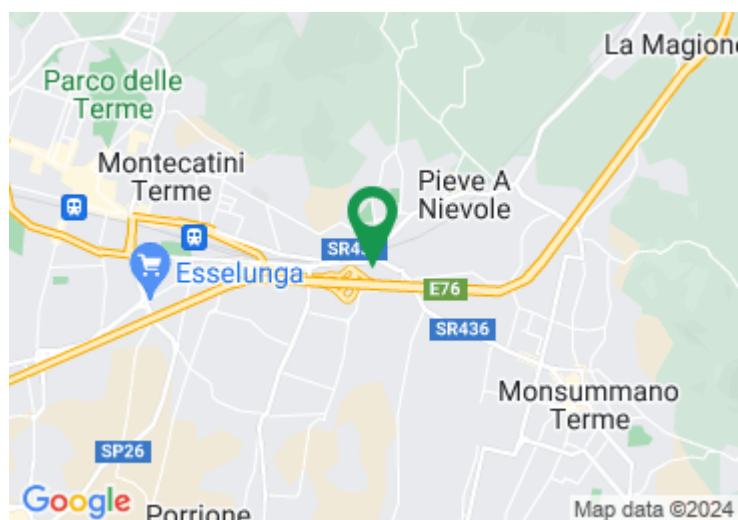 La Magione
Parco delle
Terme
Montecatini
Terme
Pieve A
Nievole
SR43
Esselunga
E76
SR436
Monsummano
Terme
SP26
Google
Porrione
Map data ©2024